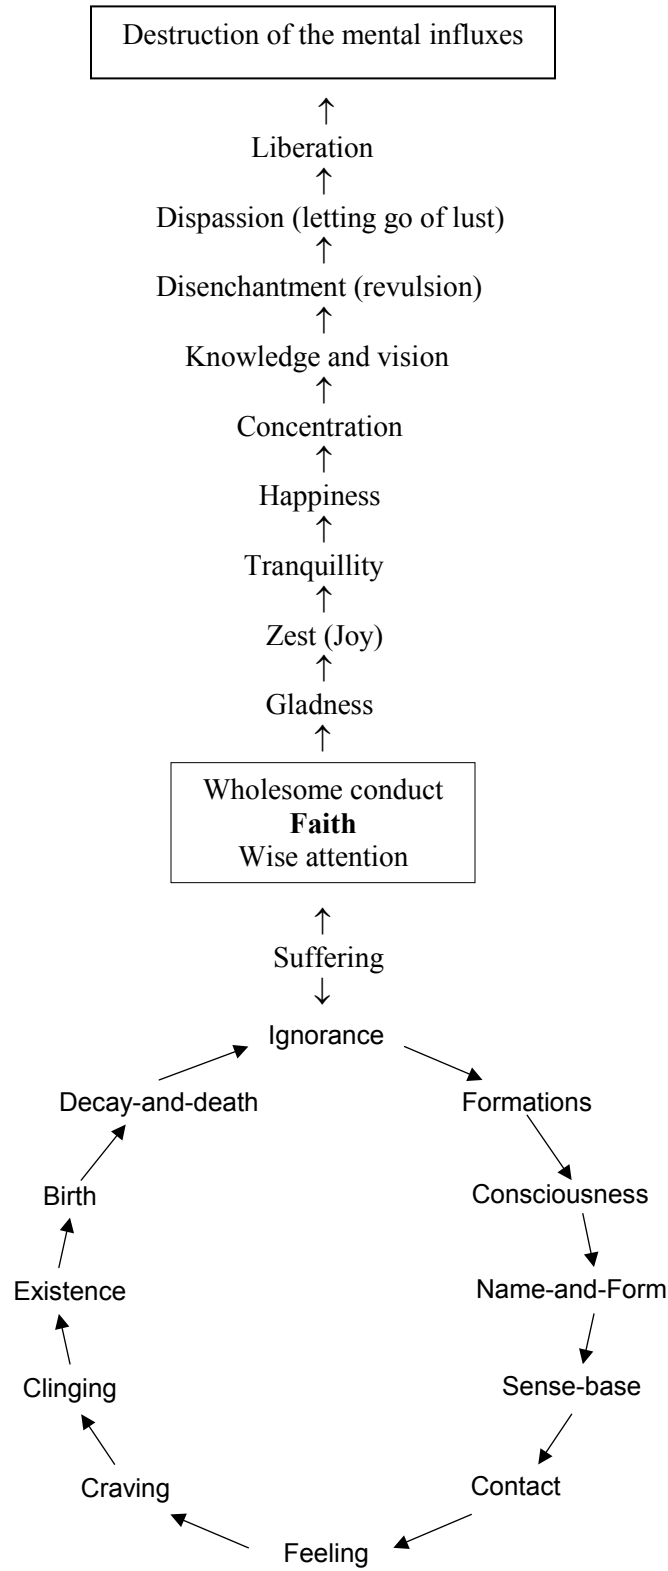 Destruction of the mental influxes
↑
Liberation
↑
Dispassion (letting go of lust)
↑
Disenchantment (revulsion)
↑
Knowledge and vision
↑
Concentration
↑
Happiness
↑
Tranquillity
↑
Zest (Joy)
↑
Gladness
↑
Wholesome conduct
Faith
Wise attention
↑
Suffering
↓
Ignorance
Formations
Consciousness
Name-and-Form
Sense-base
Contact
Feeling
Craving
Clinging
Existence
Birth
Decay-and-death